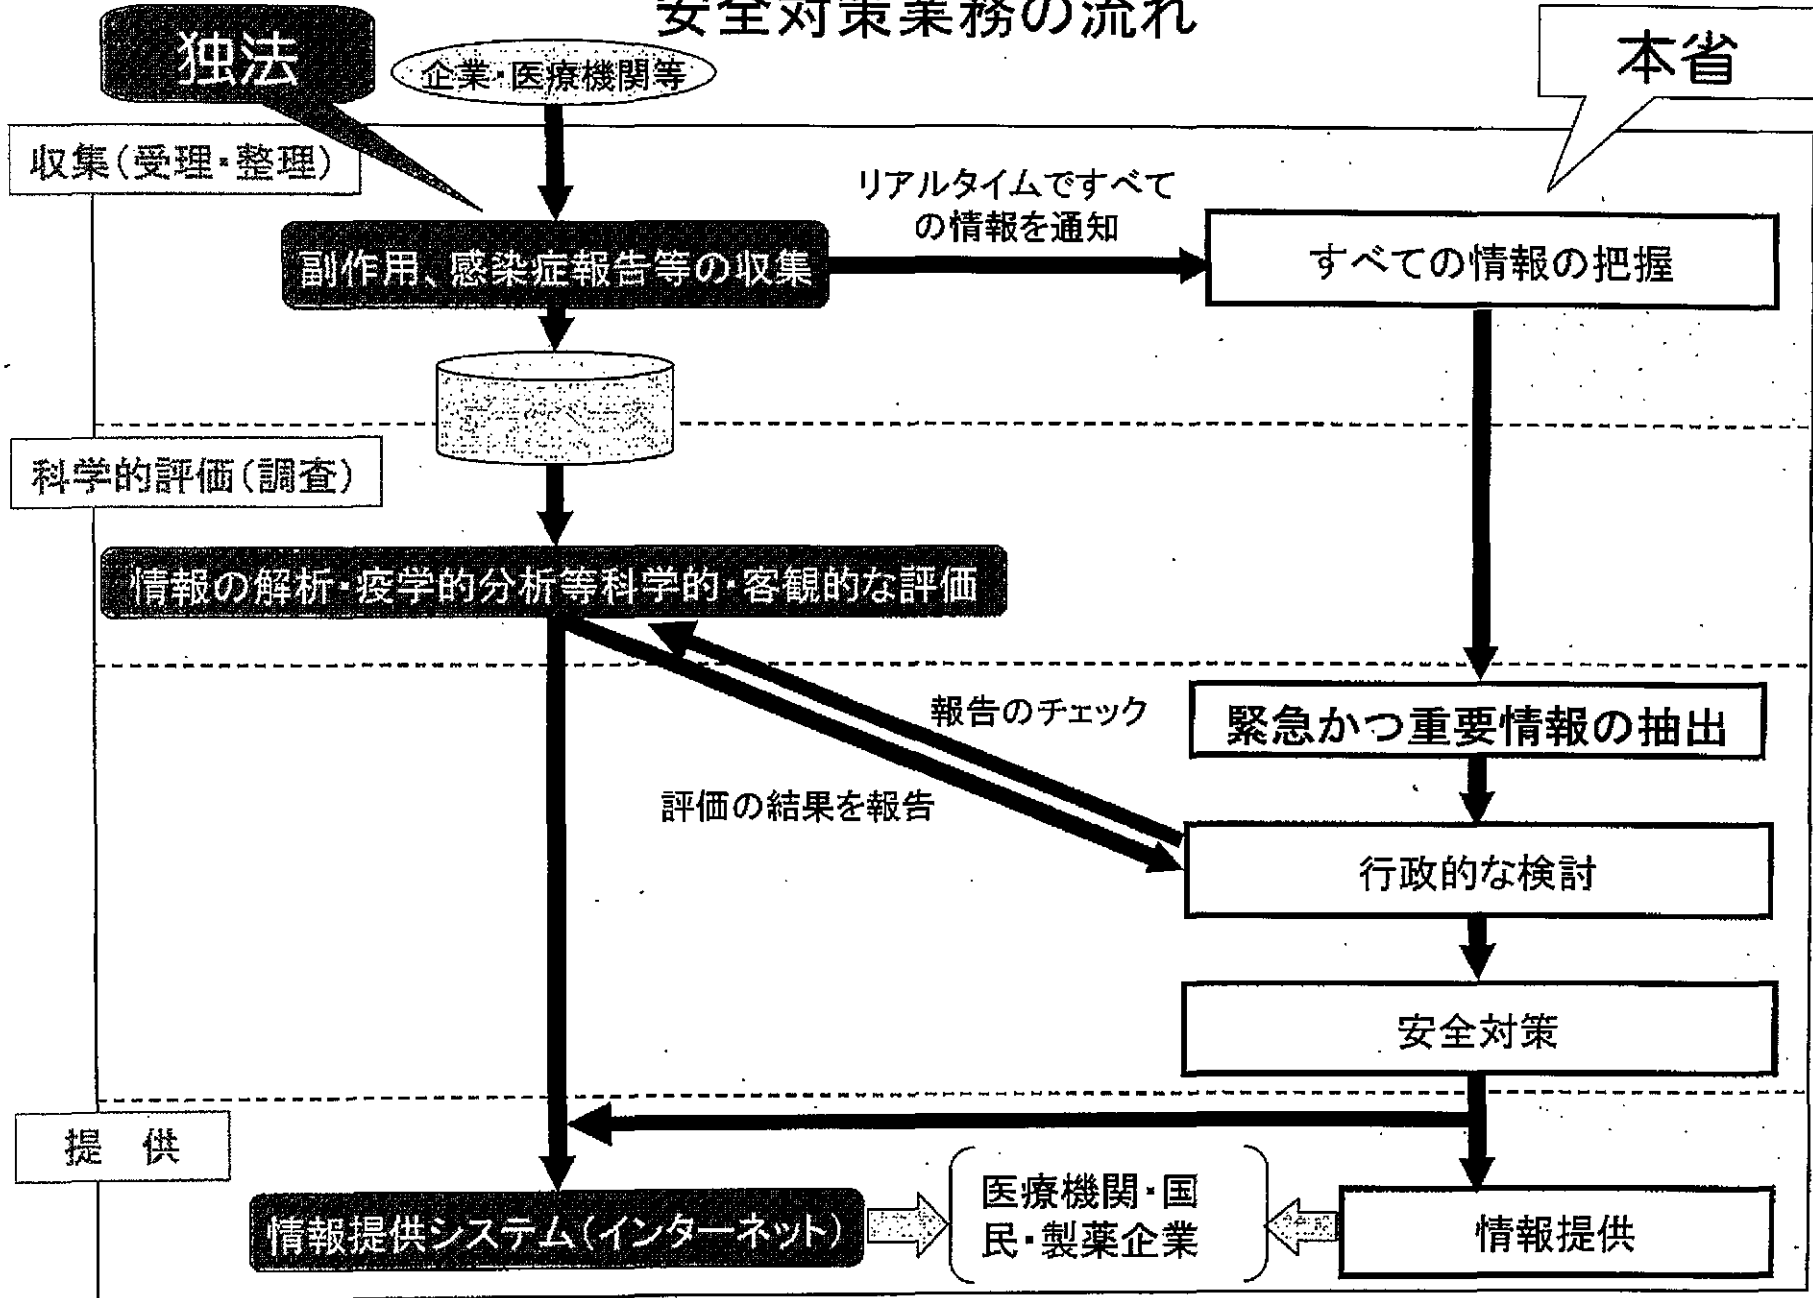 安全対策業務の流れ
独法
企業・医療機関等
本省
収集(受理・整理)
リアルタイムですべて
の情報を通知
副作用、感染症報告等の収集
すべての情報の把握
データベース
科学的評価(調査)
情報の解析・疫学的分析等科学的・客観的な評価
報告のチェック
緊急かつ重要情報の抽出
評価の結果を報告
行政的な検討
安全対策
提 供
情報提供システム(インターネット)
医療機関・国
民・製薬企業
情報提供